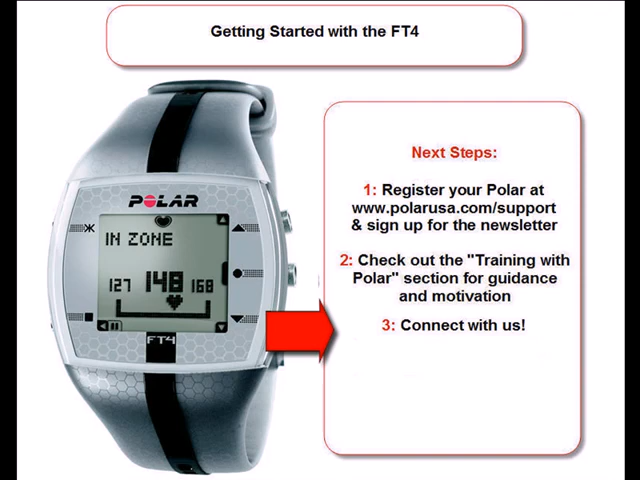 Getting Started with the FT4
POLAR
IN ZONE
127 148 168
FT4
Next Steps:
1: Register your Polar at
www.polarusa.com/support
& sign up for the newsletter
2: Check out the "Training with
Polar" section for guidance
and motivation
3: Connect with us!